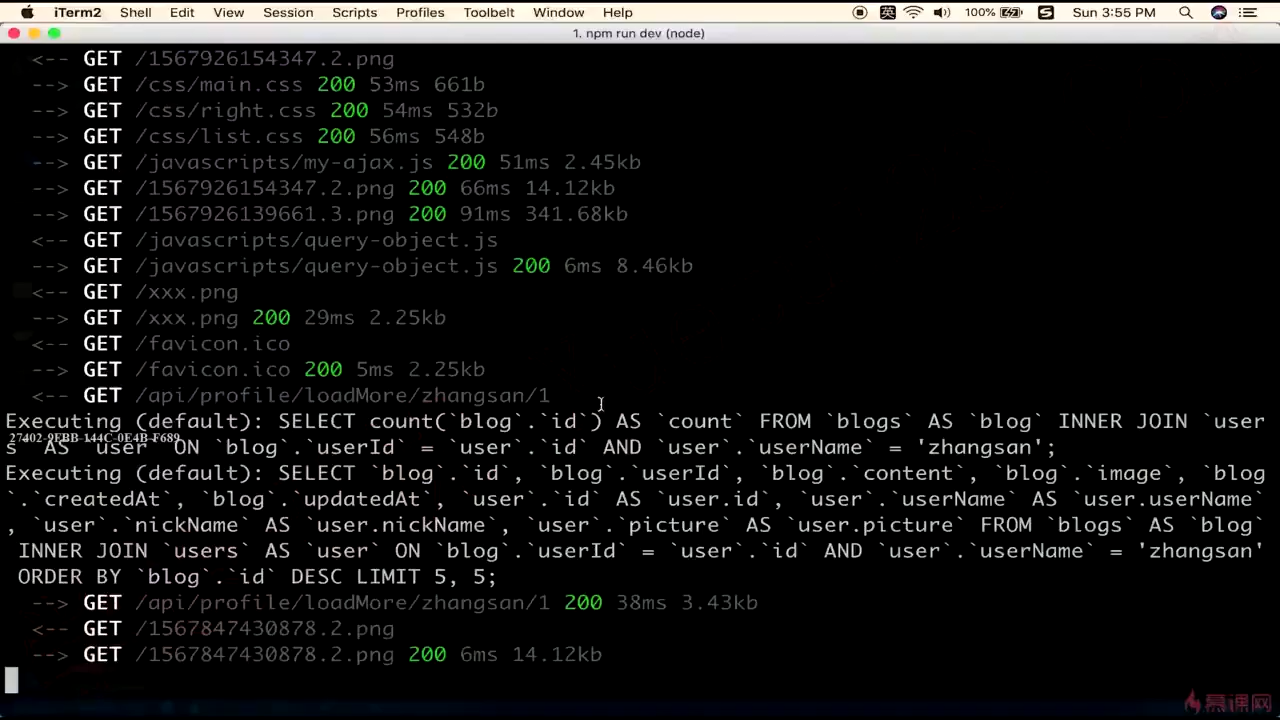 iTerm2 Shell Edit View Session Scripts Profiles Toolbelt Window Help 英 100% S Sun 3:55 PM
1. npm run dev (node)
<-- GET /1567926154347.2.png
--> GET /css/main.css 200 53ms 661b
--> GET /css/right.css 200 54ms 532b
--> GET /css/list.css 200 56ms 548b
--> GET /javascripts/my-ajax.js 200 51ms 2.45kb
--> GET /1567926154347.2.png 200 66ms 14.12kb
--> GET /1567926139661.3.png 200 91ms 341.68kb
<-- GET /javascripts/query-object.js
--> GET /javascripts/query-object.js 200 6ms 8.46kb
<-- GET /xxx.png
--> GET /xxx.png 200 29ms 2.25kb
<-- GET /favicon.ico
--> GET /favicon.ico 200 5ms 2.25kb
<-- GET /api/profile/loadMore/zhangsan/1
Executing (default): SELECT count(`blog`.`id`) AS `count` FROM `blogs` AS `blog` INNER JOIN `user
27402-9EBB-144C-0E4B-F689
s` AS `user` ON `blog`.`userId` = `user`.`id` AND `user`.`userName` = 'zhangsan';
Executing (default): SELECT `blog`.`id`, `blog`.`userId`, `blog`.`content`, `blog`.`image`, `blog
`.`createdAt`, `blog`.`updatedAt`, `user`.`id` AS `user.id`, `user`.`userName` AS `user.userName`
, `user`.`nickName` AS `user.nickName`, `user`.`picture` AS `user.picture` FROM `blogs` AS `blog`
INNER JOIN `users` AS `user` ON `blog`.`userId` = `user`.`id` AND `user`.`userName` = 'zhangsan'
ORDER BY `blog`.`id` DESC LIMIT 5, 5;
--> GET /api/profile/loadMore/zhangsan/1 200 38ms 3.43kb
<-- GET /1567847430878.2.png
--> GET /1567847430878.2.png 200 6ms 14.12kb
慕课网